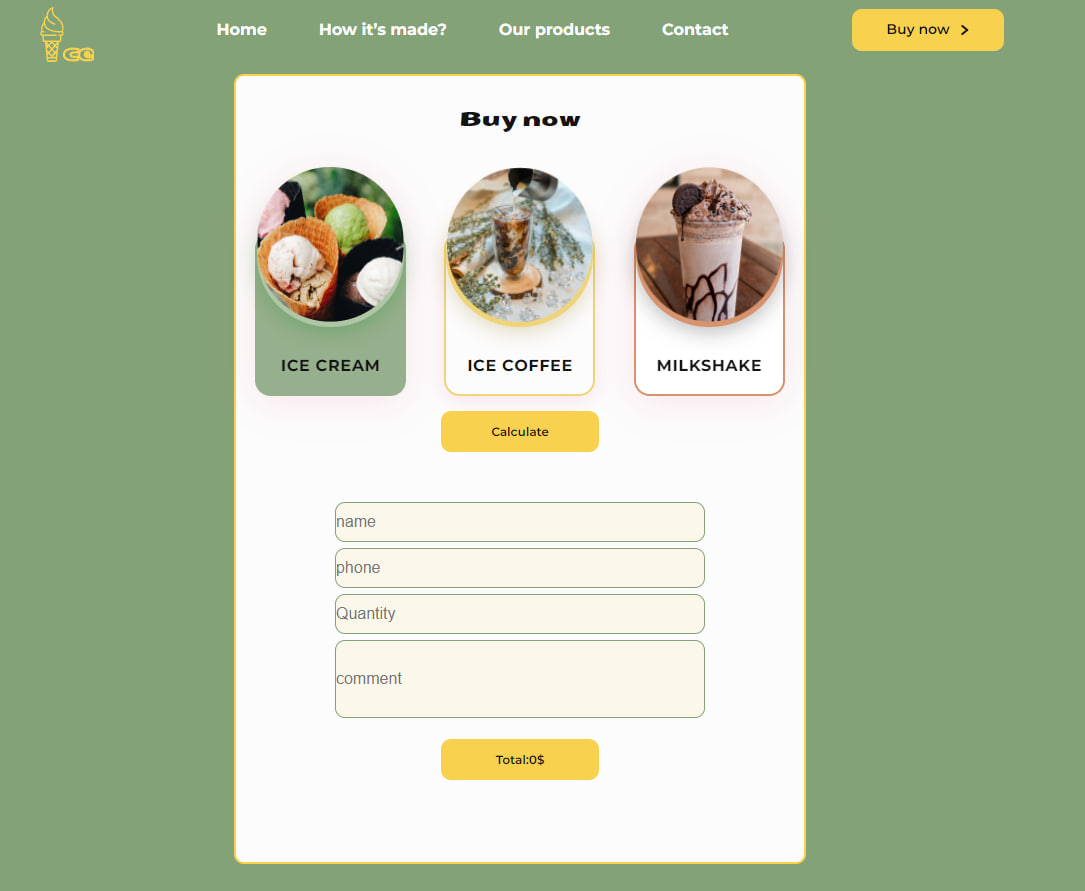 Home
How it’s made?
Our products
Contact
Buy now
Buy now
ICE CREAM
ICE COFFEE
MILKSHAKE
Calculate
name
phone
Quantity
comment
Total:0$